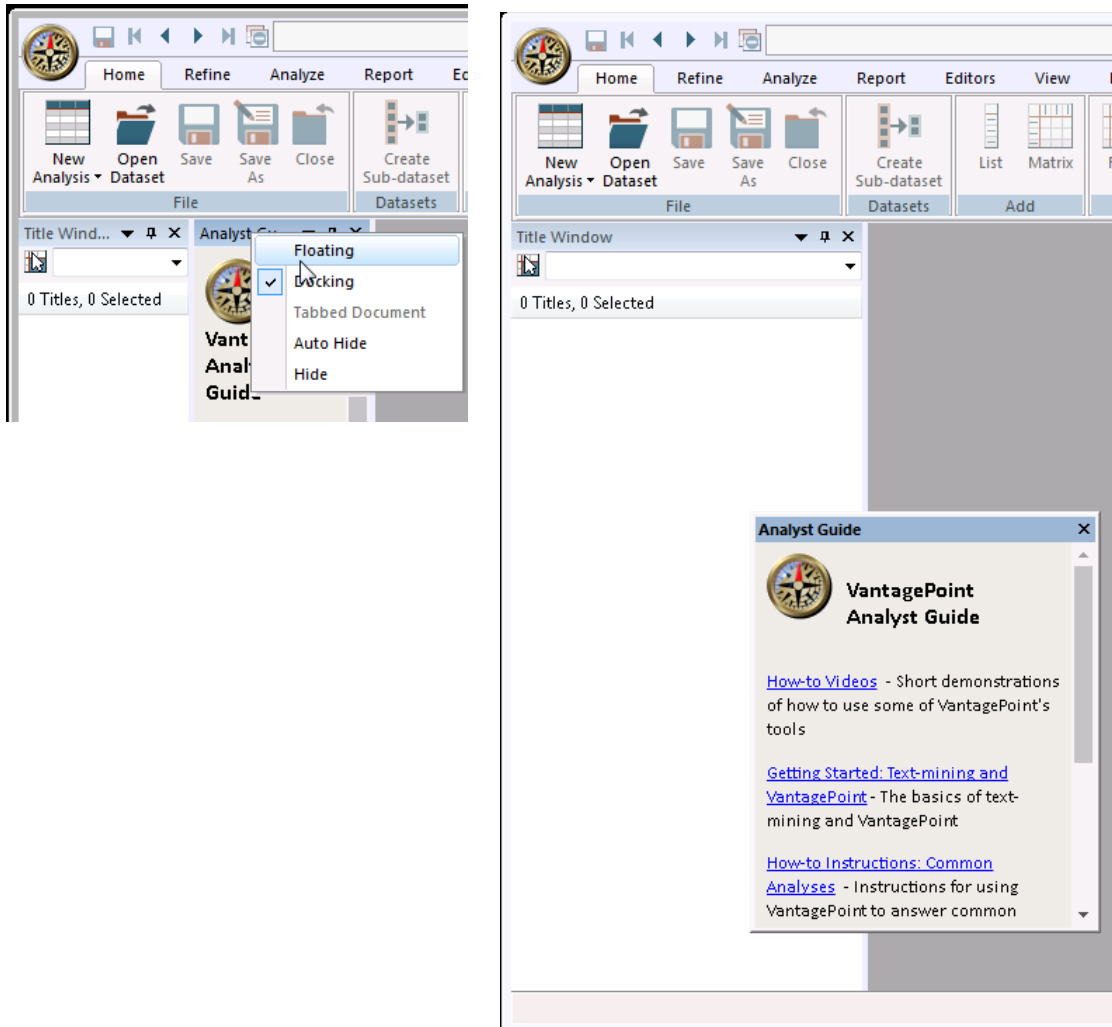 Home Refine Analyze Report
New Analysis
Open Dataset
Save
Save As
Close
Create Sub-dataset
File Datasets
Title Wind...
Analyst
0 Titles, 0 Selected
Floating
Docking
Tabbed Document
Auto Hide
Hide
Home Refine Analyze Report Editors View
New Analysis
Open Dataset
Save
Save As
Close
Create Sub-dataset
List
Matrix
File Datasets Add
Title Window
0 Titles, 0 Selected
Analyst Guide
VantagePoint
Analyst Guide
How-to Videos - Short demonstrations
of how to use some of VantagePoint's
tools
Getting Started: Text-mining and
VantagePoint - The basics of text-
mining and VantagePoint
How-to Instructions: Common
Analyses - Instructions for using
VantagePoint to answer common